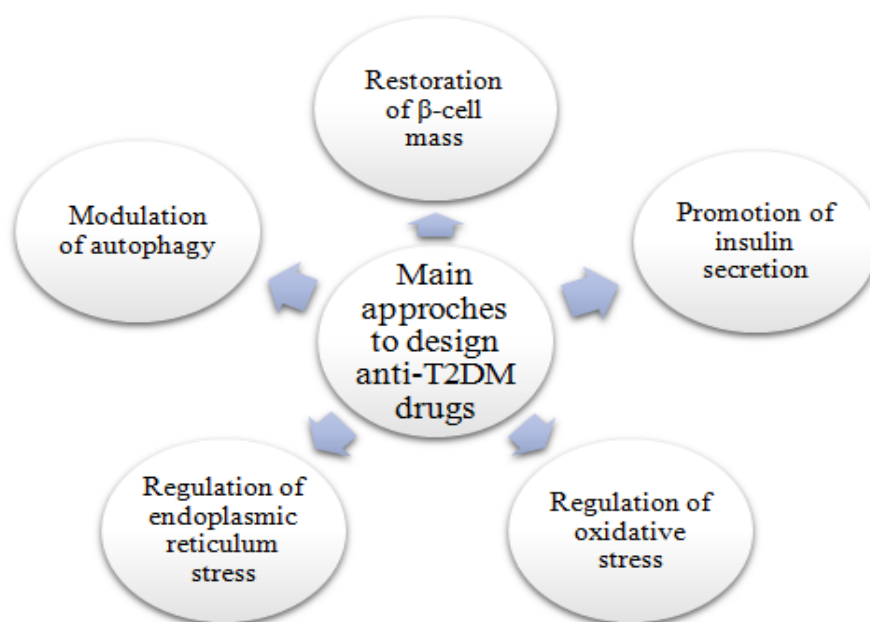 Restoration
of β-cell
mass
Modulation
of autophagy
Promotion of
insulin
secretion
Main
approches
to design
anti-T2DM
drugs
Regulation of
endoplasmic
reticulum
stress
Regulation of
oxidative
stress